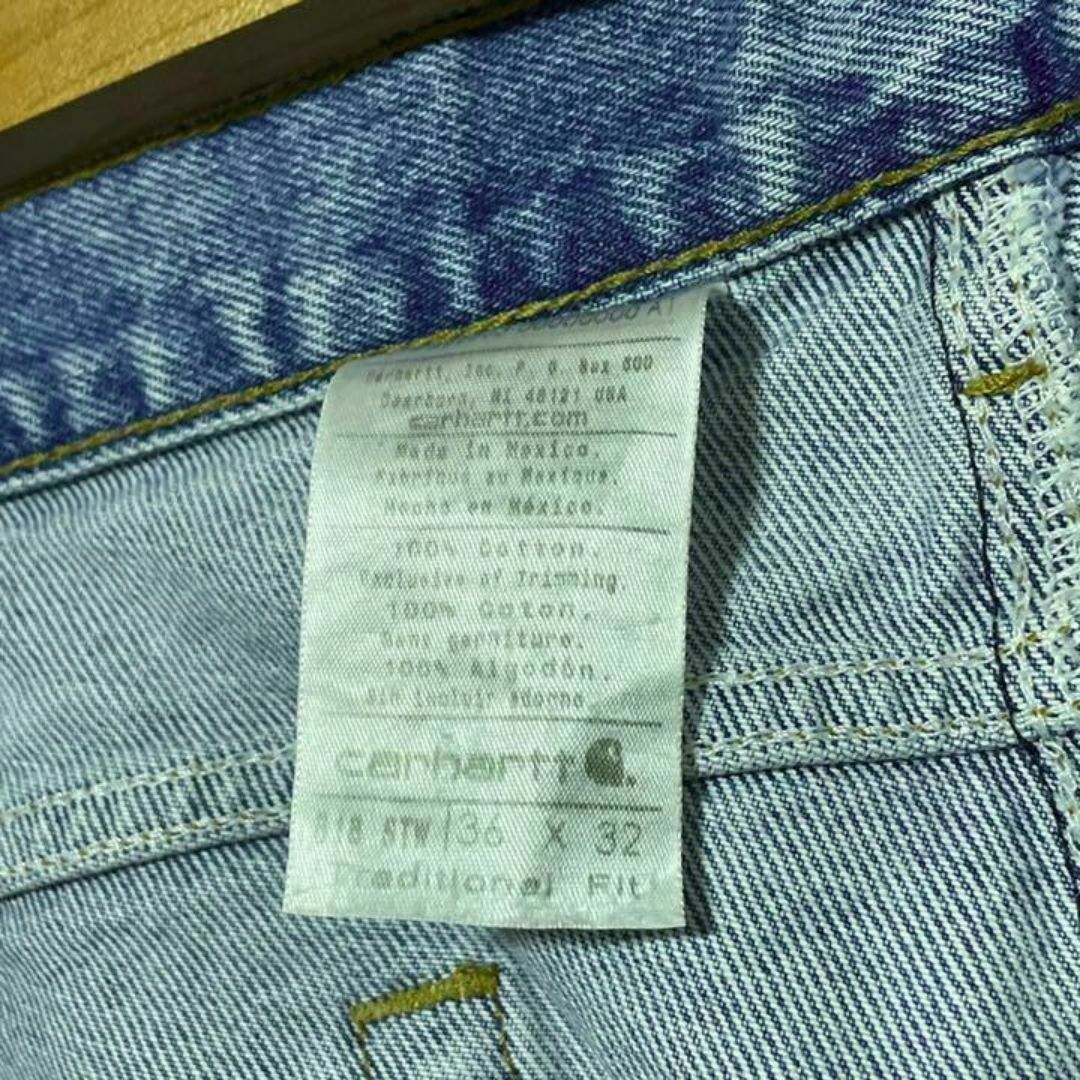 Carhartt, Inc. P. O. Box 600
Dearborn, MI 48121 USA
carhartt.com
Made in Mexico.
Fabriqué au Mexique.
Hecho en México.
100% Cotton.
Exclusive of Trimming.
100% Coton.
Sans garniture.
100% Algodón.
Sin incluir adorno.
carhartt
STW 36 X 32
Traditional Fit